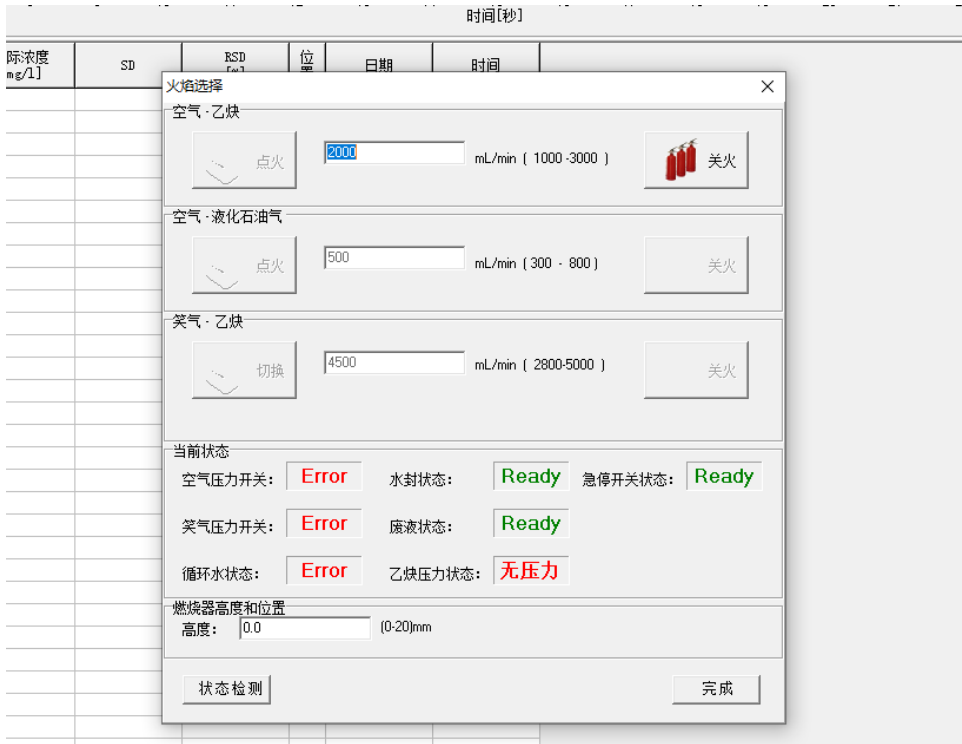 时间[秒]
际浓度
mg/l]
SD
RSD
[%]
位
置
日期
时间
火焰选择
空气 - 乙炔
点火
2000
mL/min ( 1000 -3000 )
关火
空气 - 液化石油气
点火
500
mL/min ( 300 - 800 )
关火
笑气 - 乙炔
切换
4500
mL/min ( 2800-5000 )
关火
当前状态
空气压力开关: Error 水封状态: Ready 急停开关状态: Ready
笑气压力开关: Error 废液状态: Ready
循环水状态: Error 乙炔压力状态: 无压力
燃烧器高度和位置
高度: 0.0 (0-20)mm
状态检测
完成